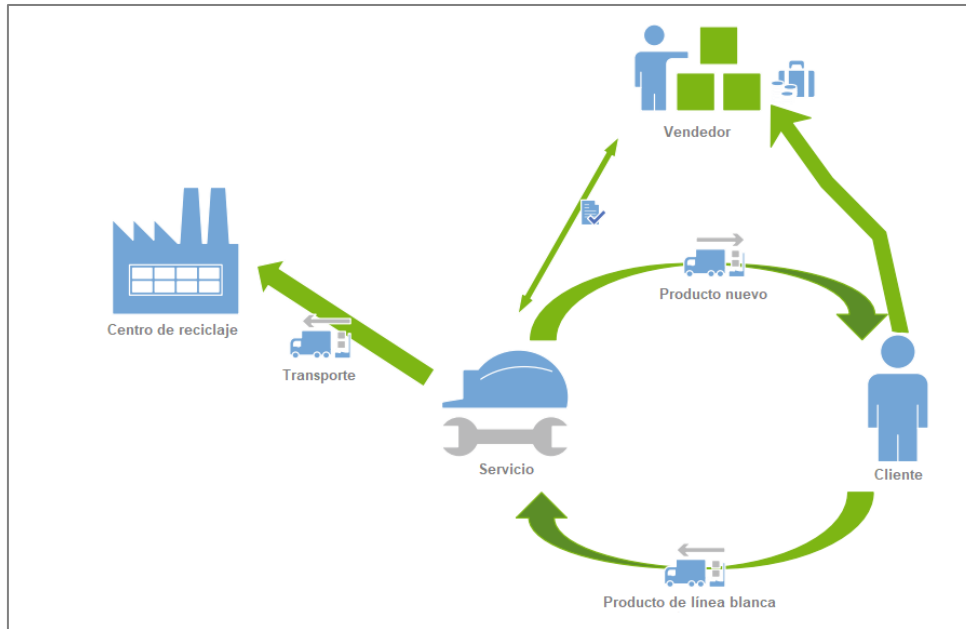 Vendedor
Producto nuevo
Centro de reciclaje
Transporte
Servicio
Cliente
Producto de línea blanca